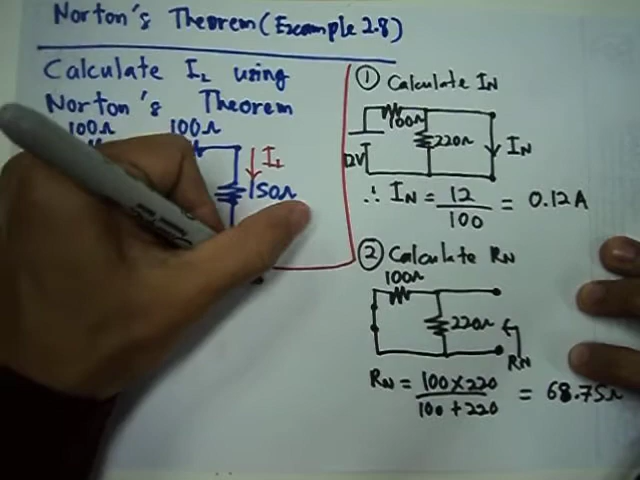 Norton's Theorem (Example 2.8)
Calculate IL using
Norton's Theorem
100Ω 100Ω
IL
150Ω
① Calculate IN
100Ω
220Ω
IN
12V
∴ IN = 12/100 = 0.12A
② Calculate RN
100Ω
220Ω
RN
RN = 100×220/100+220 = 68.75Ω